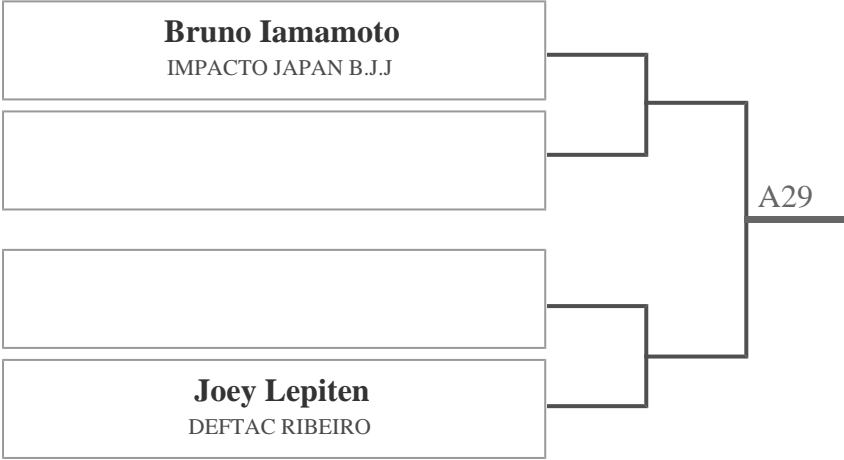 Bruno Iamamoto
IMPACTO JAPAN B.J.J
A29
Joey Lepiten
DEFTAC RIBEIRO